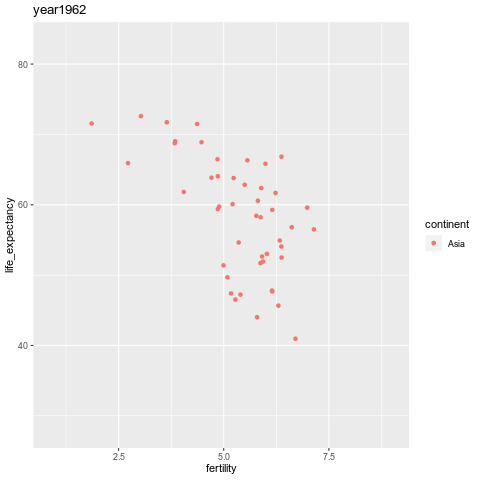 year1962
80
60
40
life_expectancy
2.5
5.0
7.5
fertility
continent
Asia